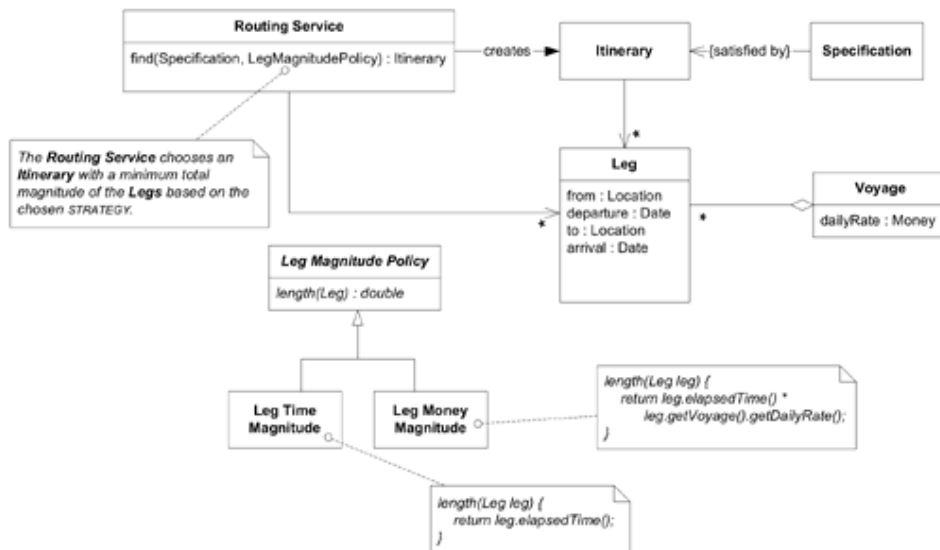 Routing Service
find(Specification, LegMagnitudePolicy) : Itinerary
creates
Itinerary
{satisfied by}
Specification
The Routing Service chooses an
Itinerary with a minimum total
magnitude of the Legs based on the
chosen STRATEGY.
*
*
Leg
from : Location
departure : Date
to : Location
arrival : Date
*
Voyage
dailyRate : Money
Leg Magnitude Policy
length(Leg) : double
Leg Time
Magnitude
Leg Money
Magnitude
length(Leg leg) {
return leg.elapsedTime() *
leg.getVoyage().getDailyRate();
}
length(Leg leg) {
return leg.elapsedTime();
}